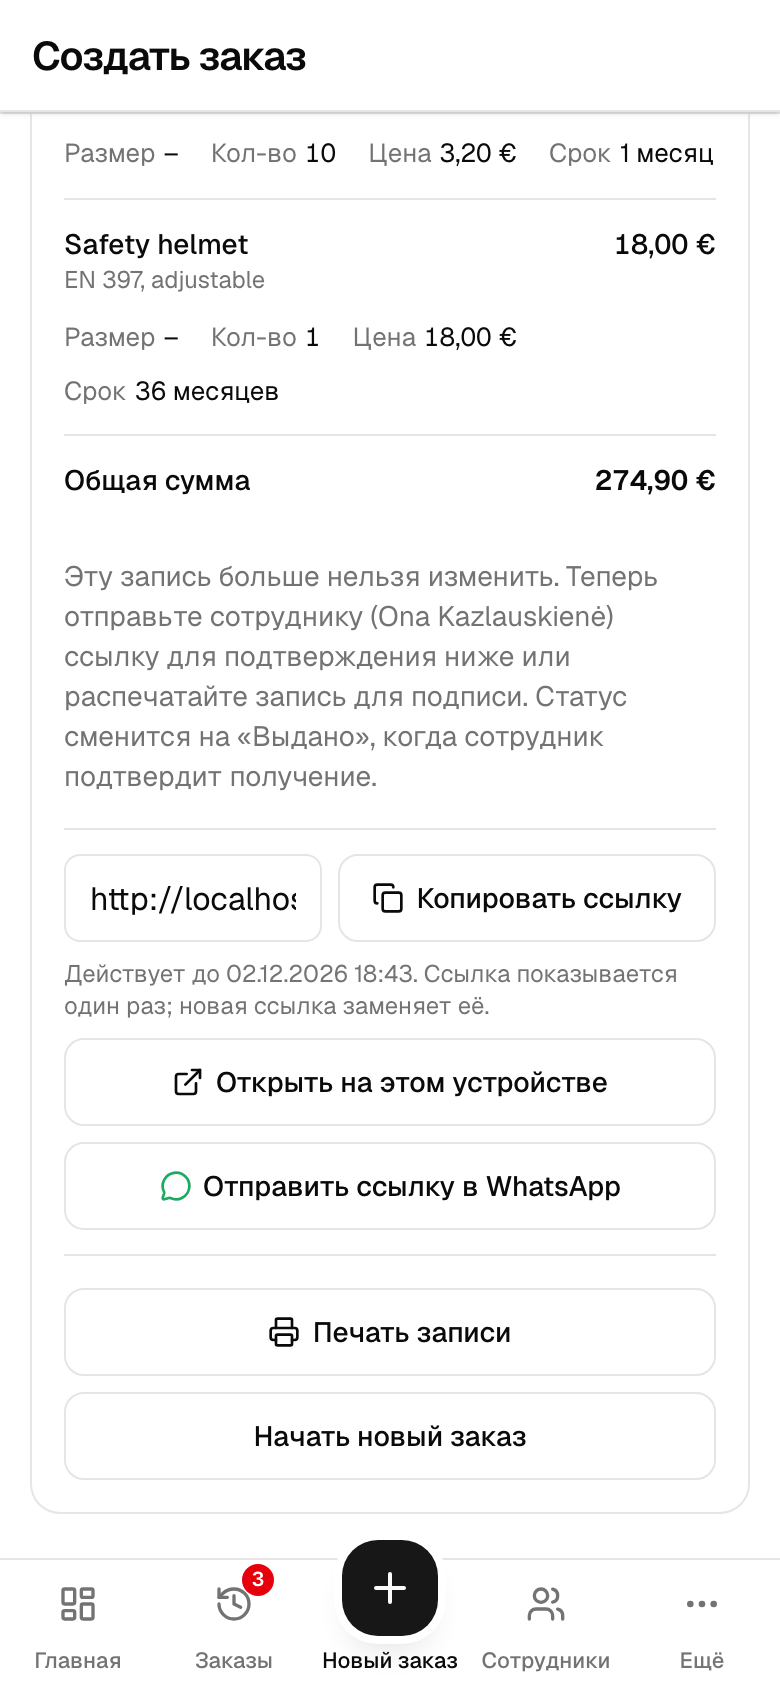 Создать заказ
Размер – Кол-во 10 Цена 3,20 € Срок 1 месяц
Safety helmet 18,00 €
EN 397, adjustable
Размер – Кол-во 1 Цена 18,00 €
Срок 36 месяцев
Общая сумма 274,90 €
Эту запись больше нельзя изменить. Теперь
отправьте сотруднику (Ona Kazlauskienė)
ссылку для подтверждения ниже или
распечатайте запись для подписи. Статус
сменится на «Выдано», когда сотрудник
подтвердит получение.
http://localhos Копировать ссылку
Действует до 02.12.2026 18:43. Ссылка показывается
один раз; новая ссылка заменяет её.
Открыть на этом устройстве
Отправить ссылку в WhatsApp
Печать записи
Начать новый заказ
3
Главная Заказы Новый заказ Сотрудники Ещё